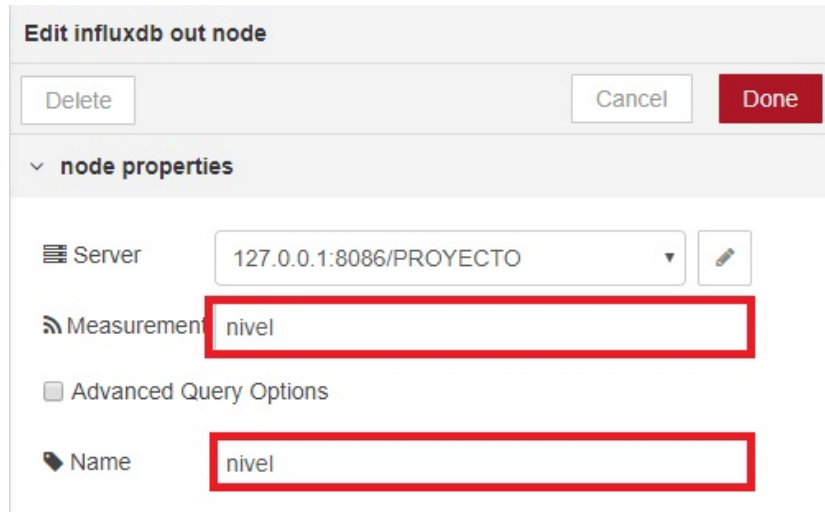 Edit influxdb out node
Delete Cancel Done
node properties
Server 127.0.0.1:8086/PROYECTO
Measurement nivel
Advanced Query Options
Name nivel